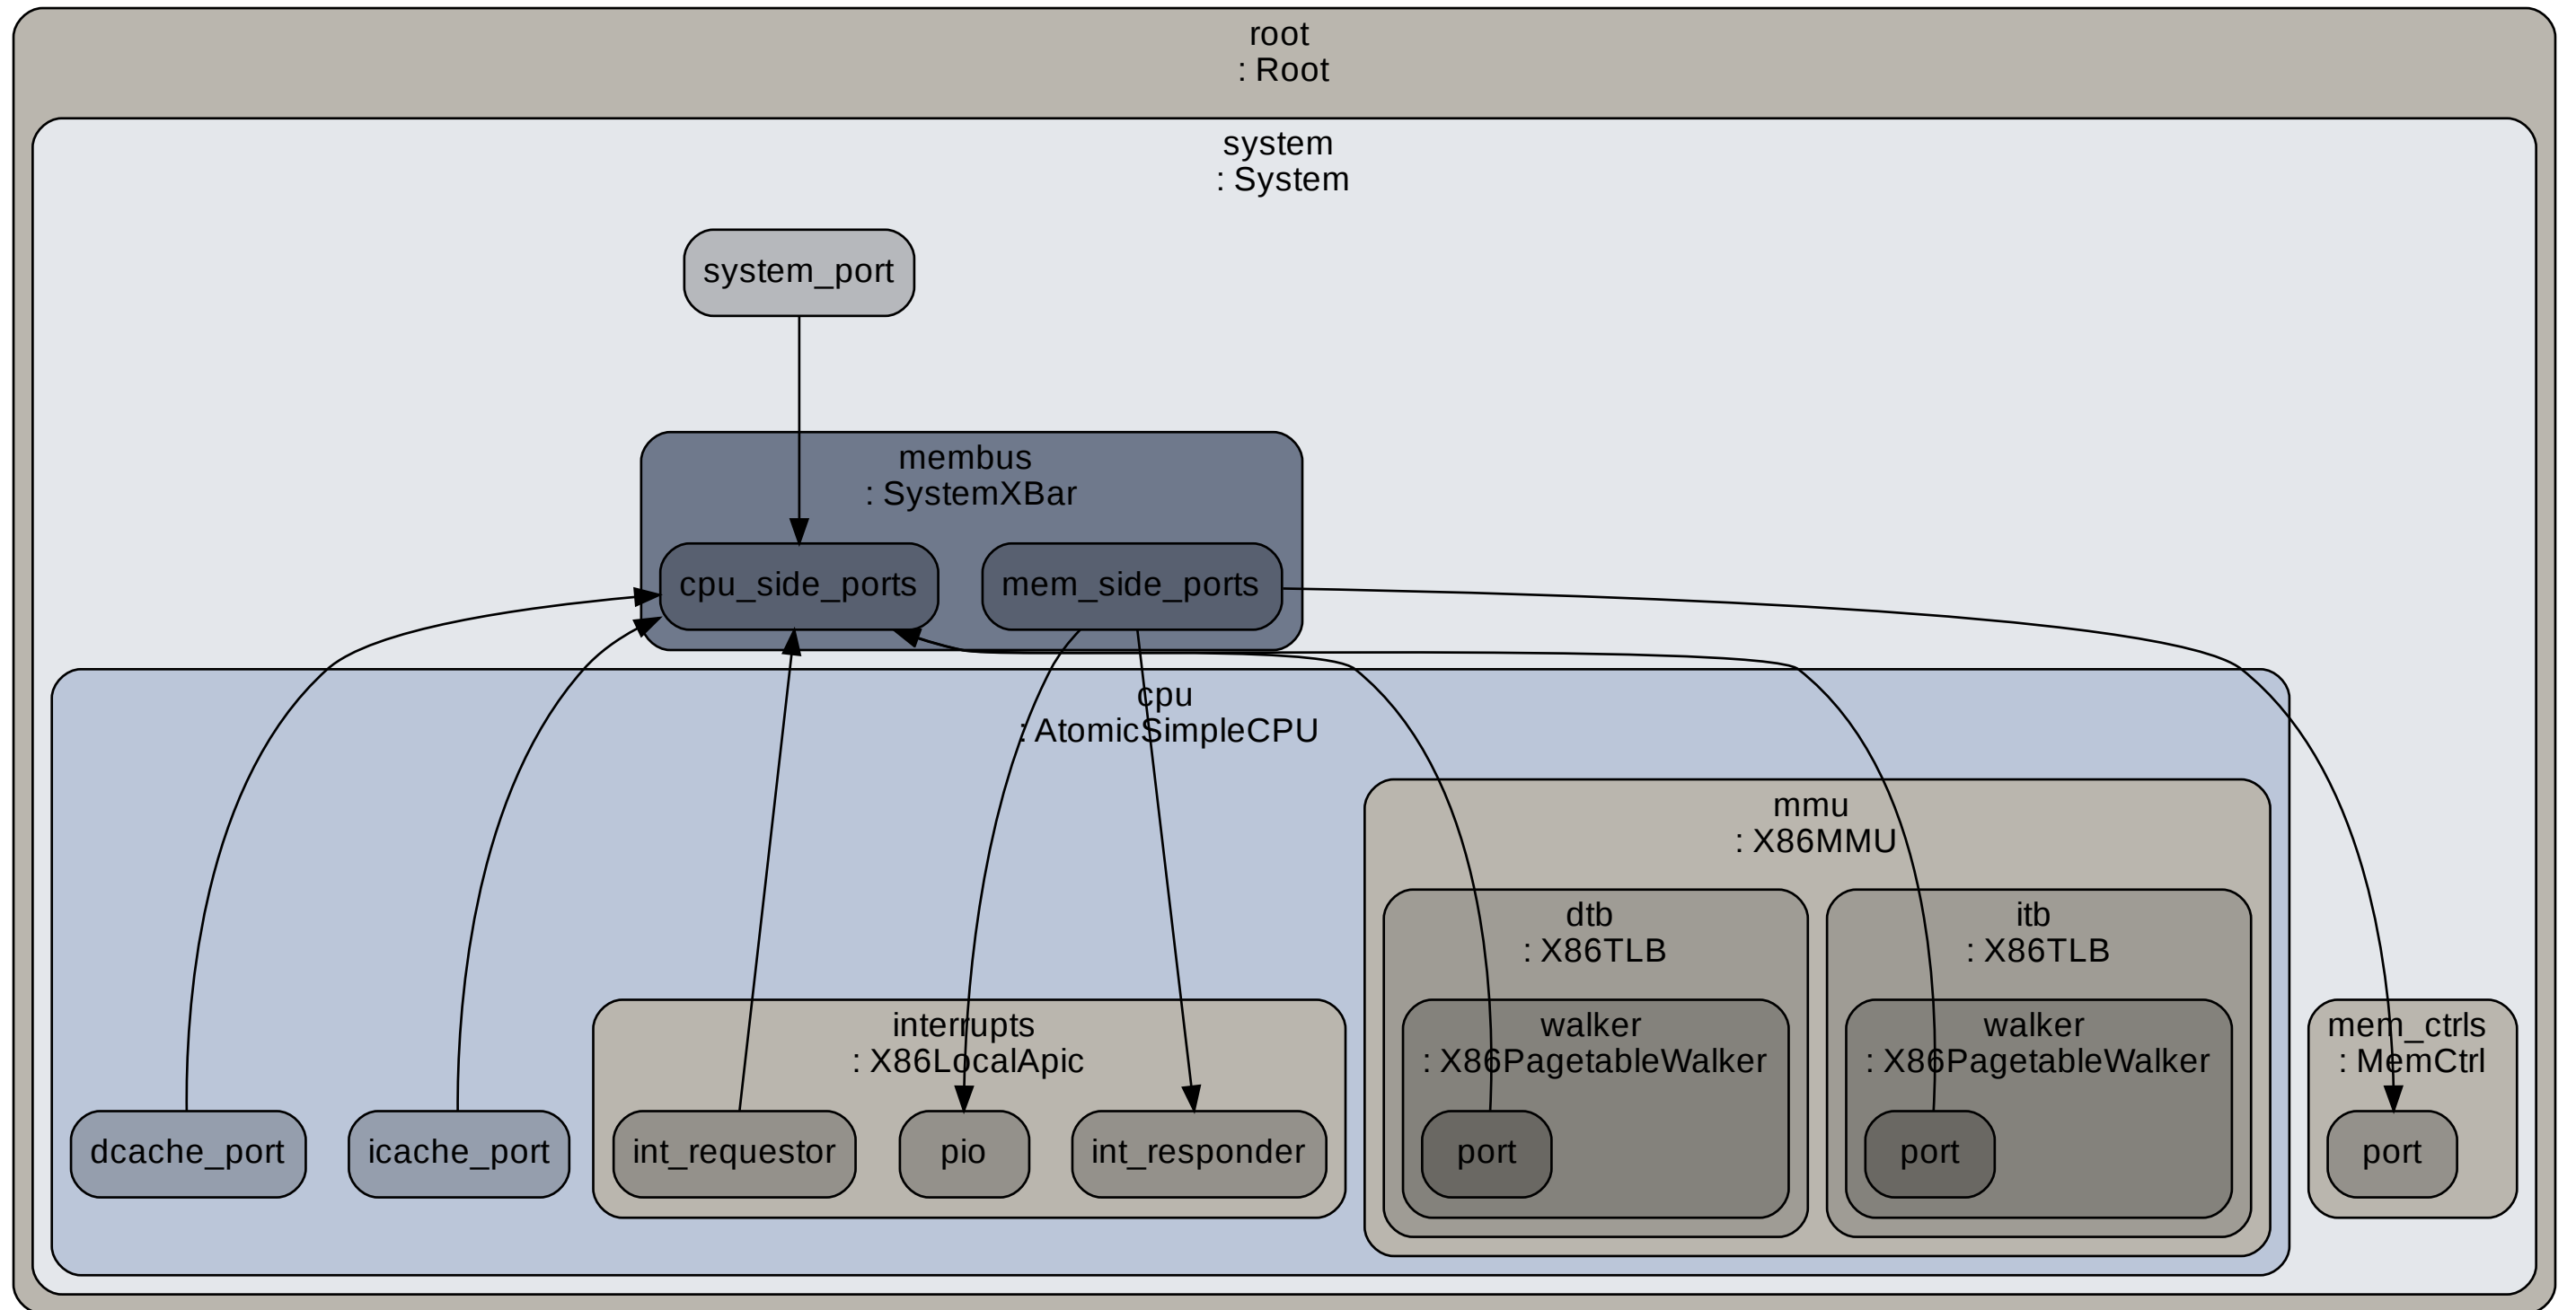 root
: Root
system
: System
system_port
membus
: SystemXBar
cpu_side_ports
mem_side_ports
cpu
: AtomicSimpleCPU
mmu
: X86MMU
dtb
: X86TLB
itb
: X86TLB
interrupts
: X86LocalApic
walker
: X86PagetableWalker
walker
: X86PagetableWalker
mem_ctrls
: MemCtrl
dcache_port
icache_port
int_requestor
pio
int_responder
port
port
port